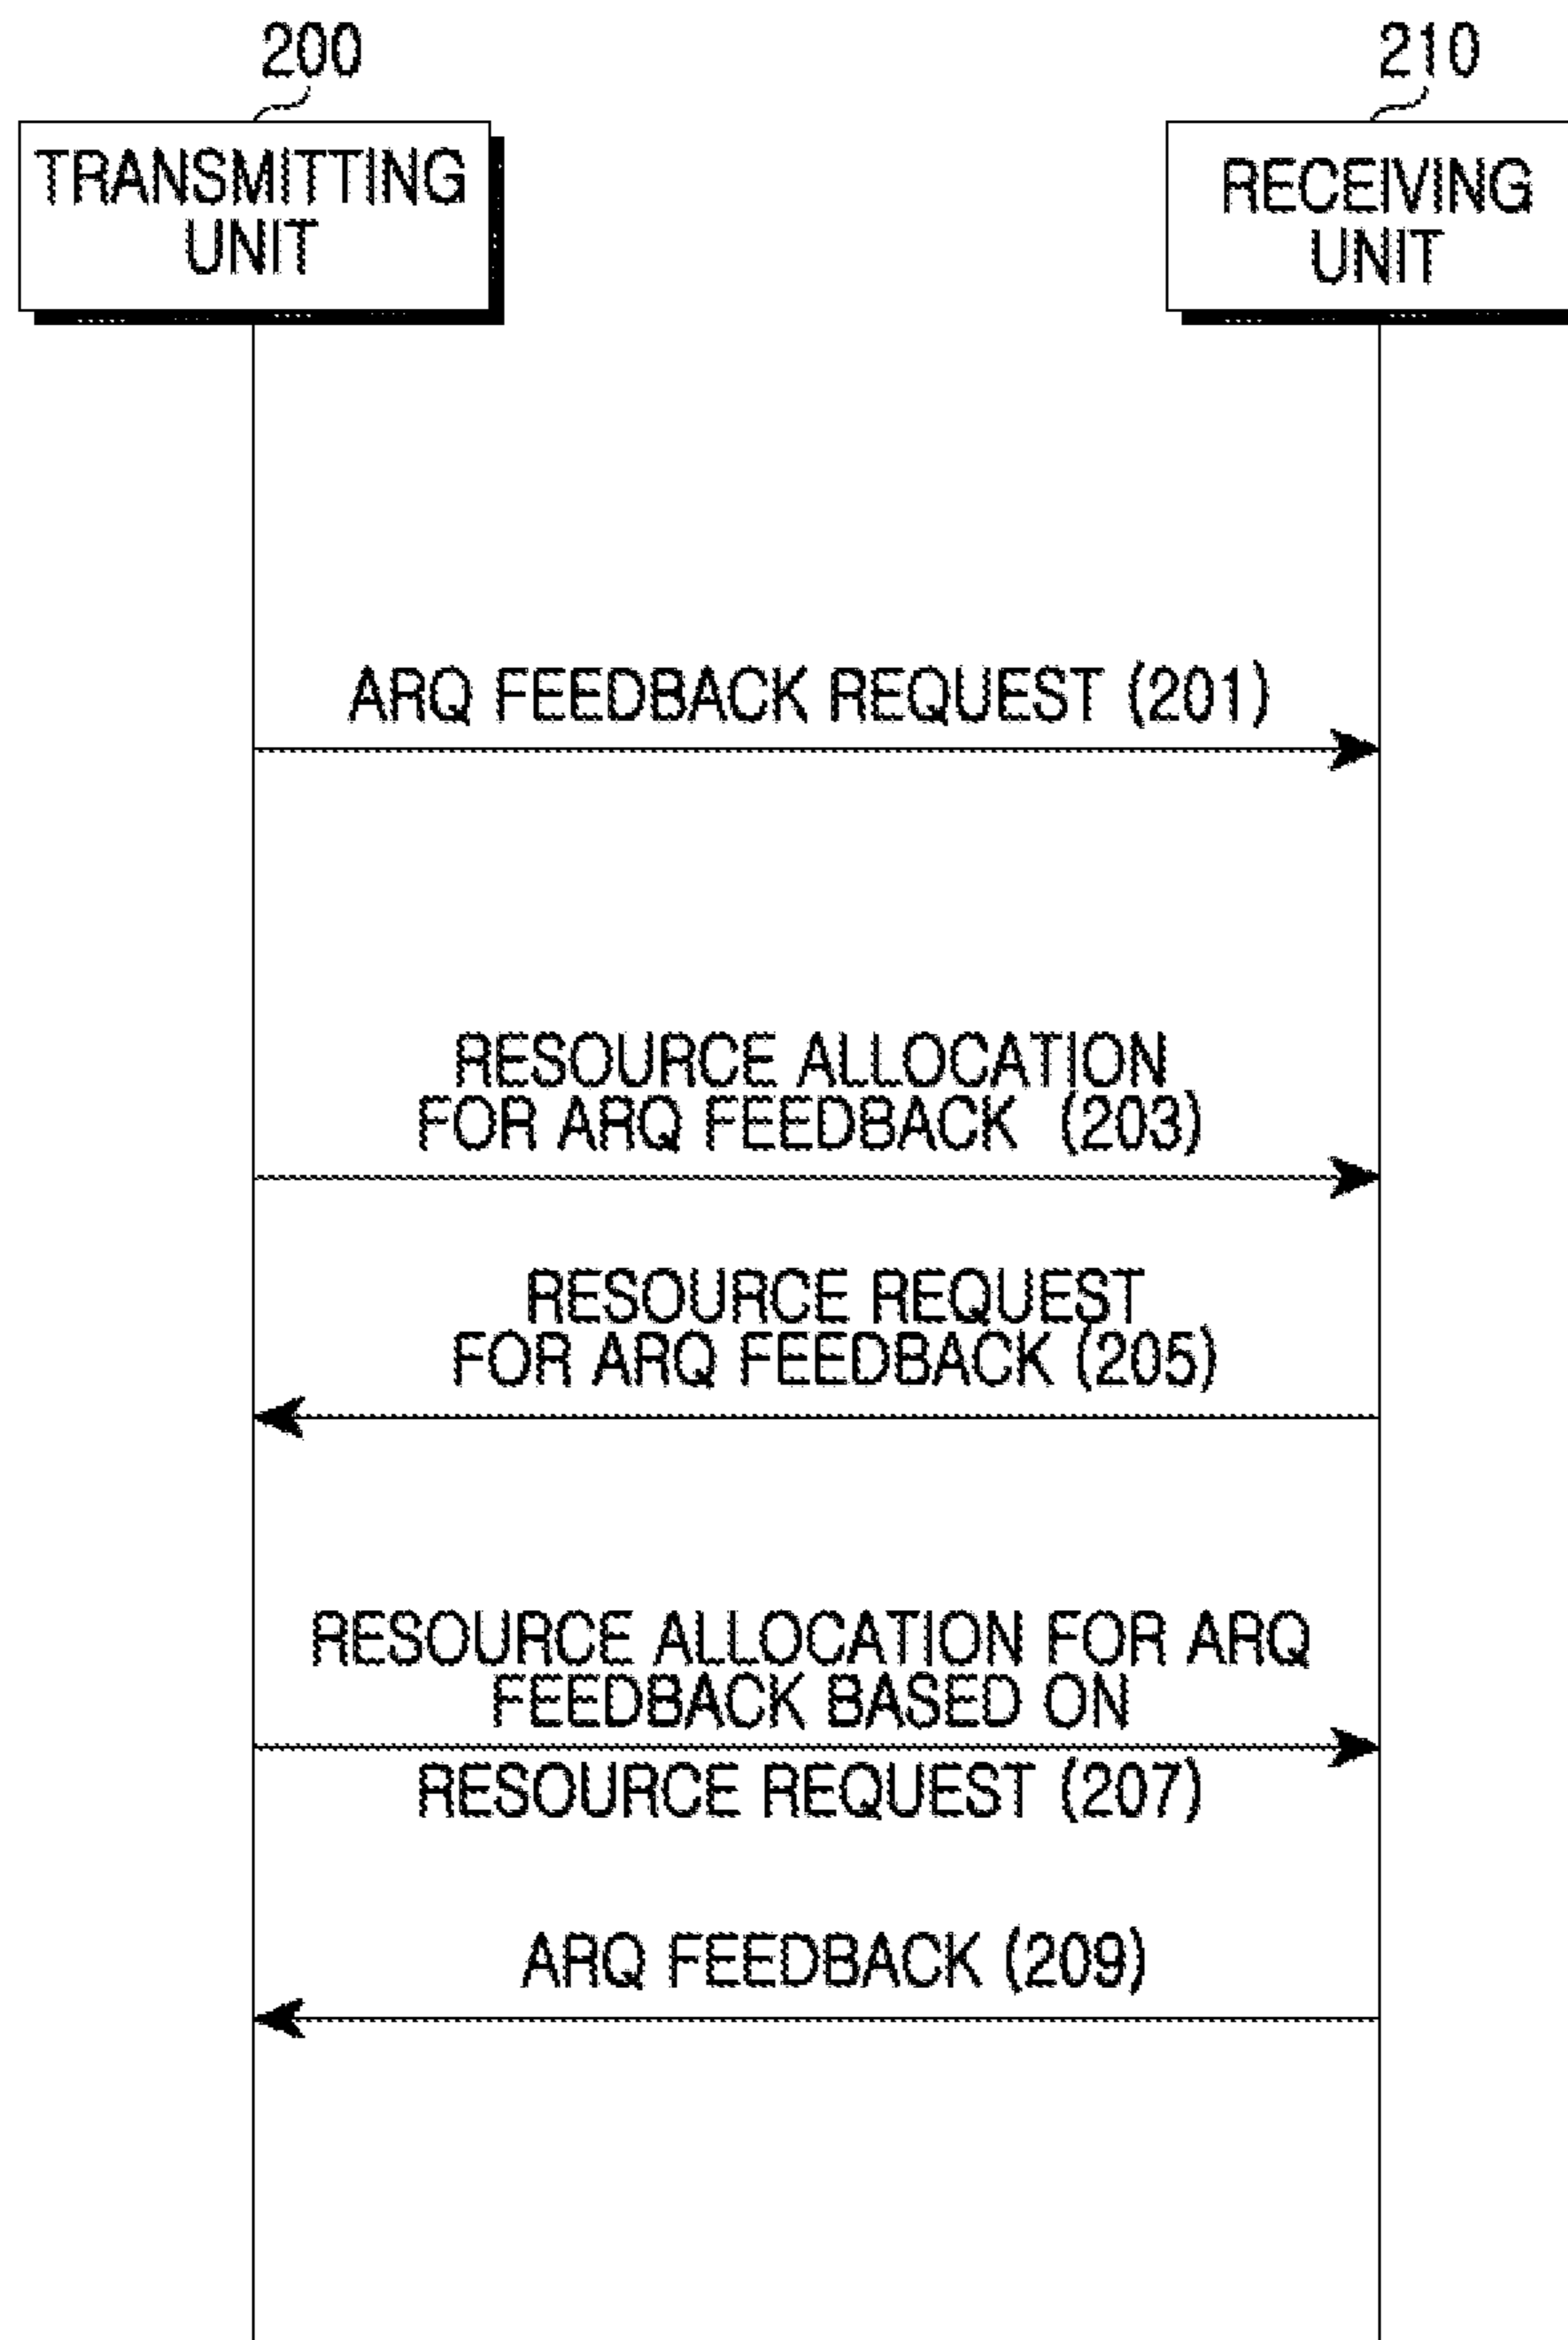 200
210
TRANSMITTING
UNIT
RECEIVING
UNIT
ARQ FEEDBACK REQUEST (201)
RESOURCE ALLOCATION
FOR ARQ FEEDBACK (203)
RESOURCE REQUEST
FOR ARQ FEEDBACK (205)
RESOURCE ALLOCATION FOR ARQ
FEEDBACK BASED ON
RESOURCE REQUEST (207)
ARQ FEEDBACK (209)